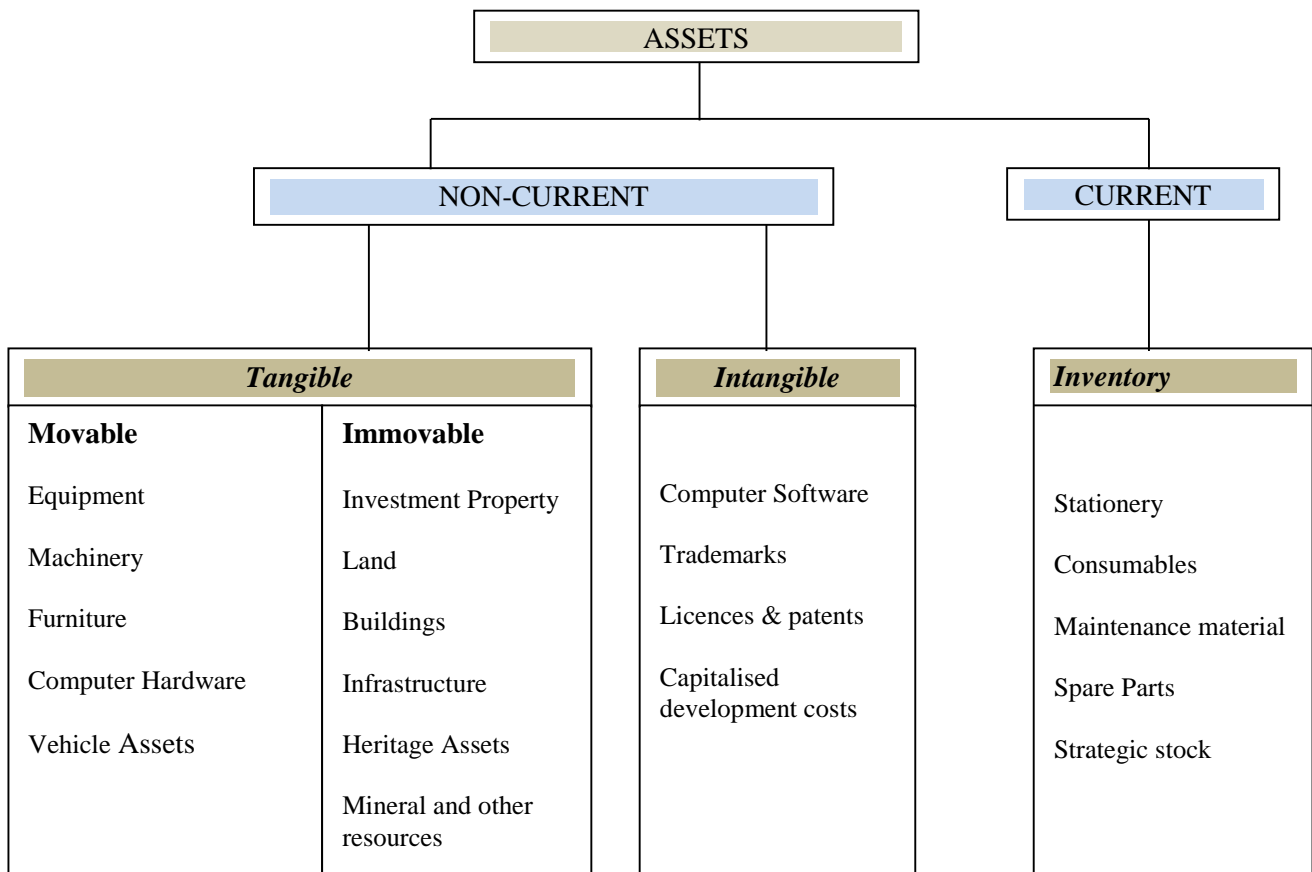 ASSETS
NON-CURRENT
CURRENT
Tangible
Movable
Equipment
Machinery
Furniture
Computer Hardware
Vehicle Assets
Immovable
Investment Property
Land
Buildings
Infrastructure
Heritage Assets
Mineral and other
resources
Intangible
Computer Software
Trademarks
Licences & patents
Capitalised
development costs
Inventory
Stationery
Consumables
Maintenance material
Spare Parts
Strategic stock